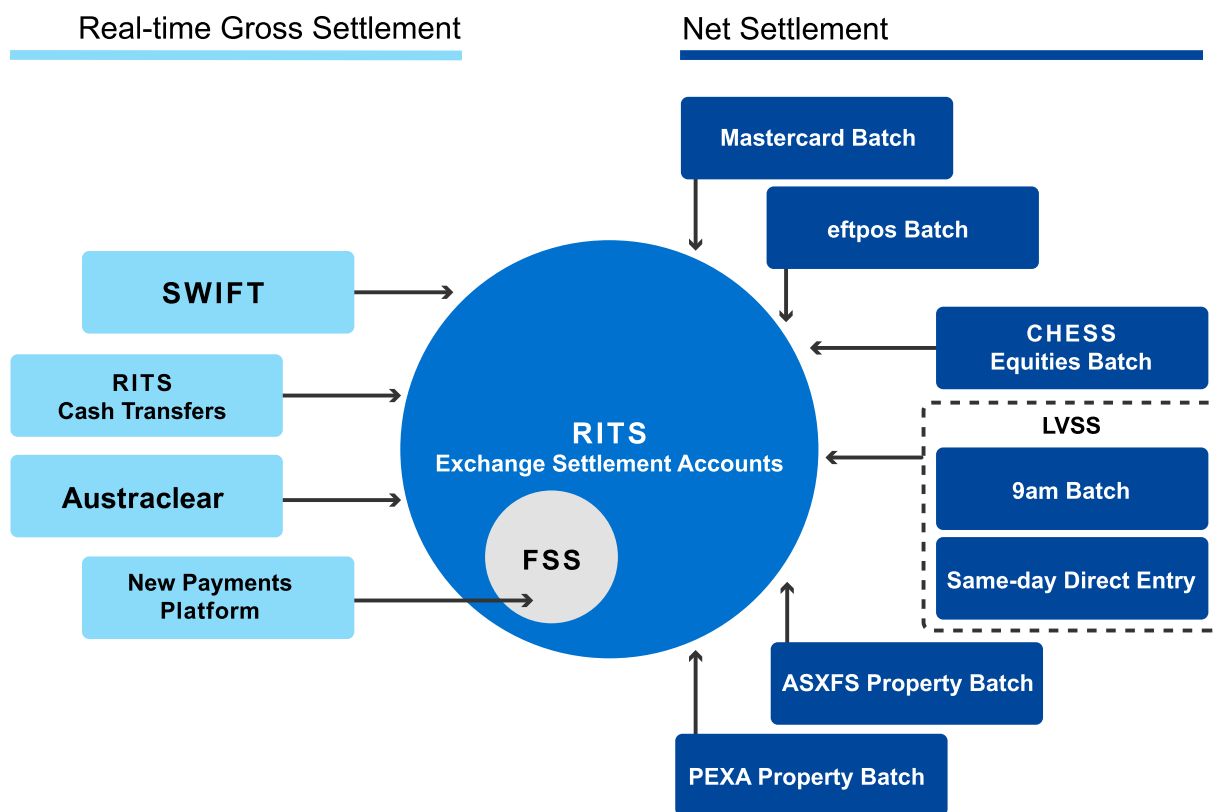 Real-time Gross Settlement
Net Settlement
Mastercard Batch
eftpos Batch
SWIFT
CHESS
Equities Batch
RITS
Cash Transfers
LVSS
RITS
Exchange Settlement Accounts
9am Batch
Austraclear
FSS
New Payments
Platform
Same-day Direct Entry
ASXFS Property Batch
PEXA Property Batch